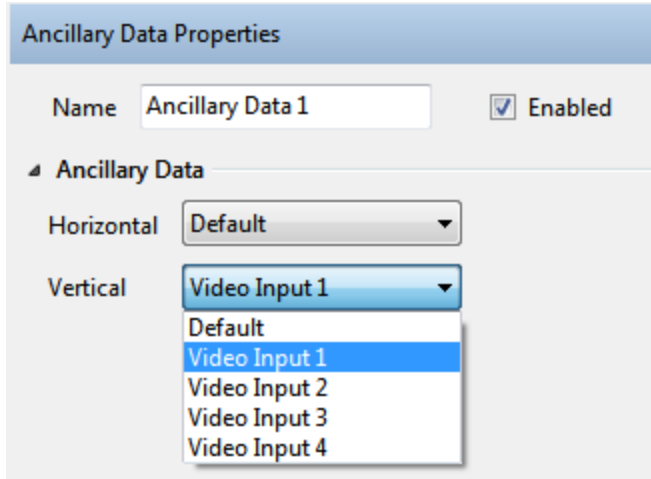 Ancillary Data Properties
Name Ancillary Data 1 Enabled
Ancillary Data
Horizontal Default
Vertical Video Input 1
Default
Video Input 1
Video Input 2
Video Input 3
Video Input 4